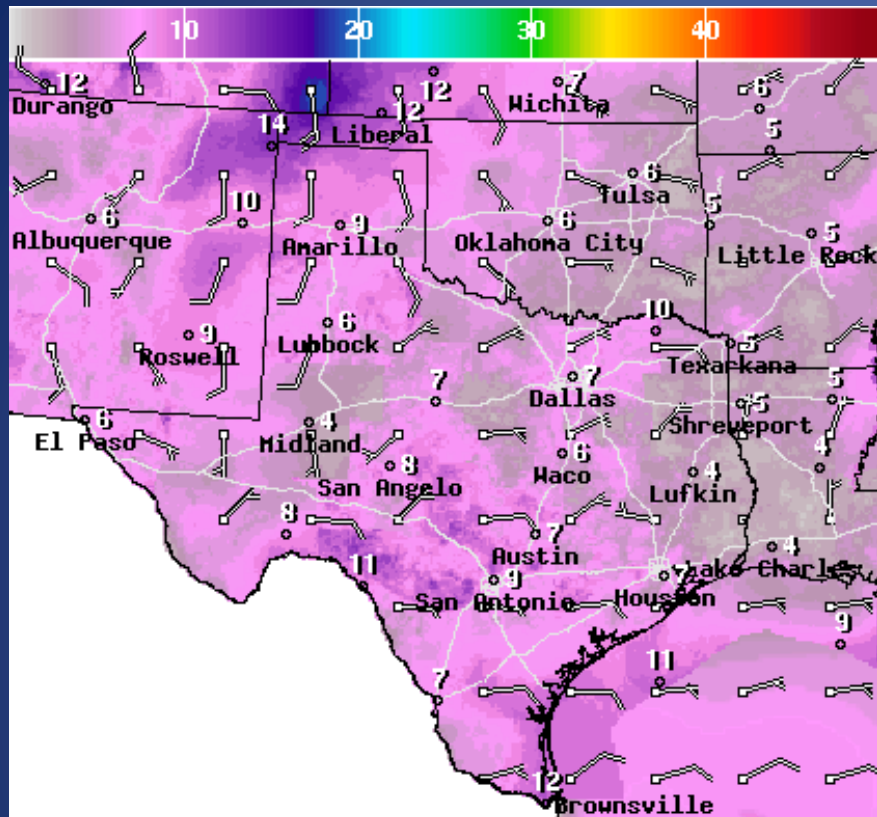 10 20 30 40
12 12 7 6
Durango Wichita
14 12 5
Liberal
6
Tulsa
6 10 9 6 5 5
Albuquerque Amarillo Oklahoma City Little Rock
9 6 10 5
Roswell Lubbock Texarkana
7 7 5 5
Dallas
6 4 Shreveport
El Paso Midland 6 4
8 Waco 4
San Angelo Lufkin
8 7 4
Austin
11 9 7 Lake Charles
San Antonio Houston
9
7 11
12
Brownsville